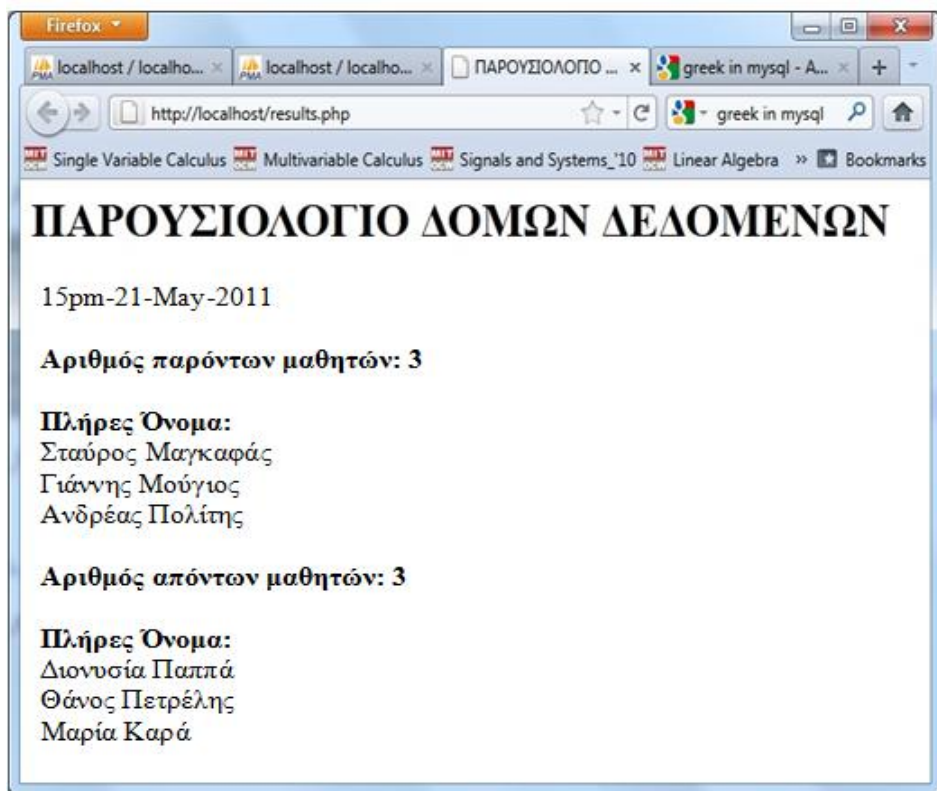 Firefox
localhost / localho... localhost / localho... ΠΑΡΟΥΣΙΟΛΟΓΙΟ ... greek in mysql - A...
http://localhost/results.php greek in mysql
Single Variable Calculus Multivariable Calculus Signals and Systems_'10 Linear Algebra » Bookmarks
ΠΑΡΟΥΣΙΟΛΟΓΙΟ ΔΟΜΩΝ ΔΕΔΟΜΕΝΩΝ
15pm-21-May-2011
Αριθμός παρόντων μαθητών: 3
Πλήρες Όνομα:
Σταύρος Μαγκαφάς
Γιάννης Μούγιος
Ανδρέας Πολίτης
Αριθμός απόντων μαθητών: 3
Πλήρες Όνομα:
Διονυσία Παππά
Θάνος Πετρέλης
Μαρία Καρά